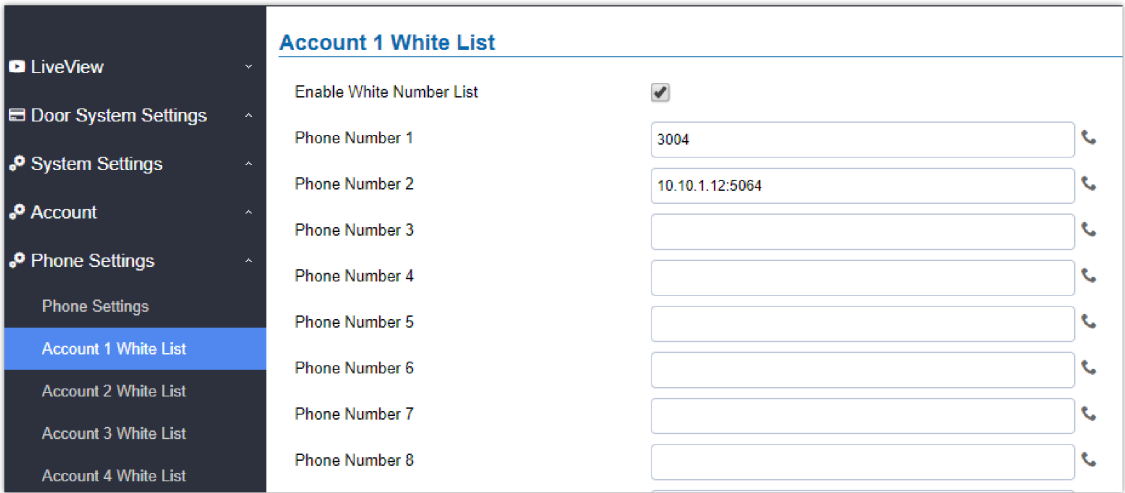 LiveView
Door System Settings
System Settings
Account
Phone Settings
Phone Settings
Account 1 White List
Account 2 White List
Account 3 White List
Account 4 White List
Account 1 White List
Enable White Number List
Phone Number 1 3004
Phone Number 2 10.10.1.12:5064
Phone Number 3
Phone Number 4
Phone Number 5
Phone Number 6
Phone Number 7
Phone Number 8